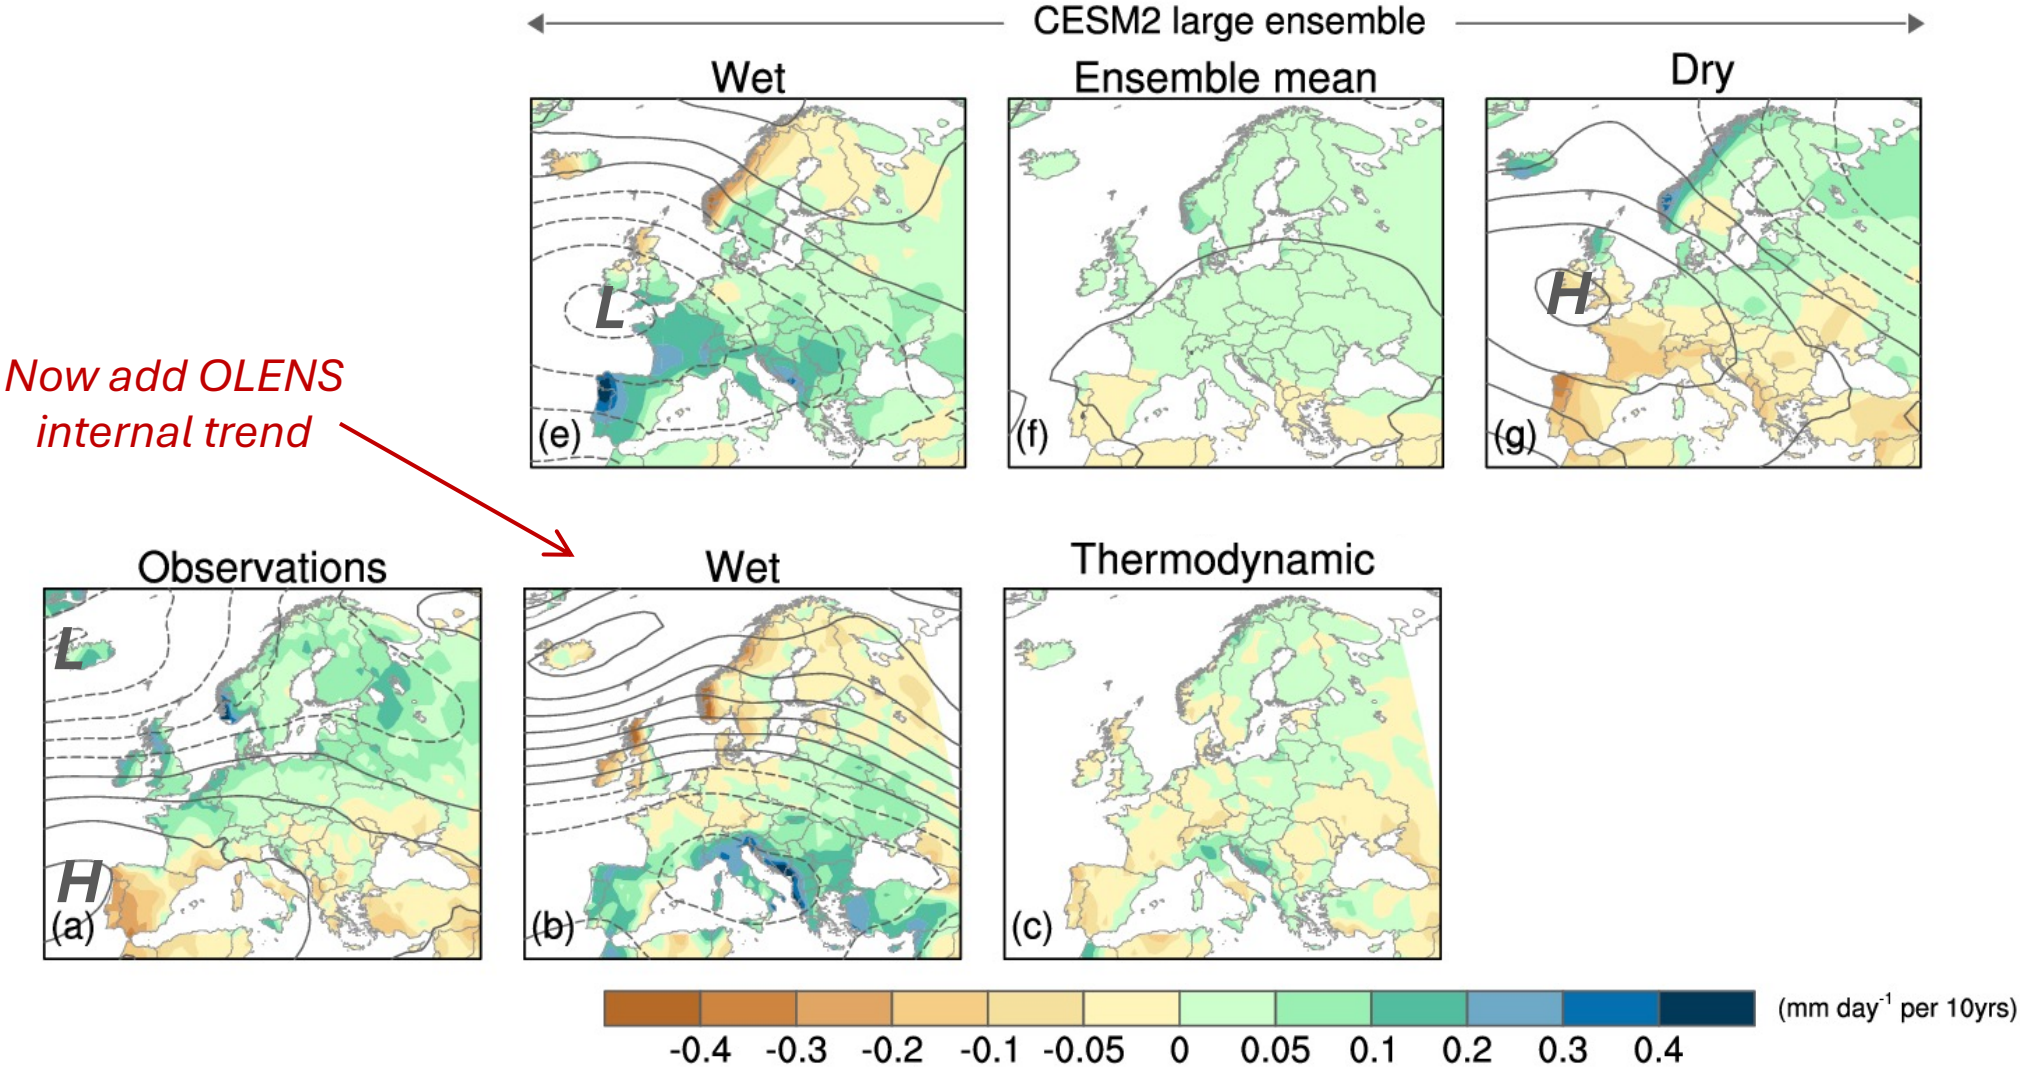 CESM2 large ensemble
Wet
Ensemble mean
Dry
L
H
(e)
(f)
(g)
Now add OLENS
internal trend
Observations
Wet
Thermodynamic
L
H
(a)
(b)
(c)
-0.4 -0.3 -0.2 -0.1 -0.05 0 0.05 0.1 0.2 0.3 0.4
(mm day⁻¹ per 10yrs)